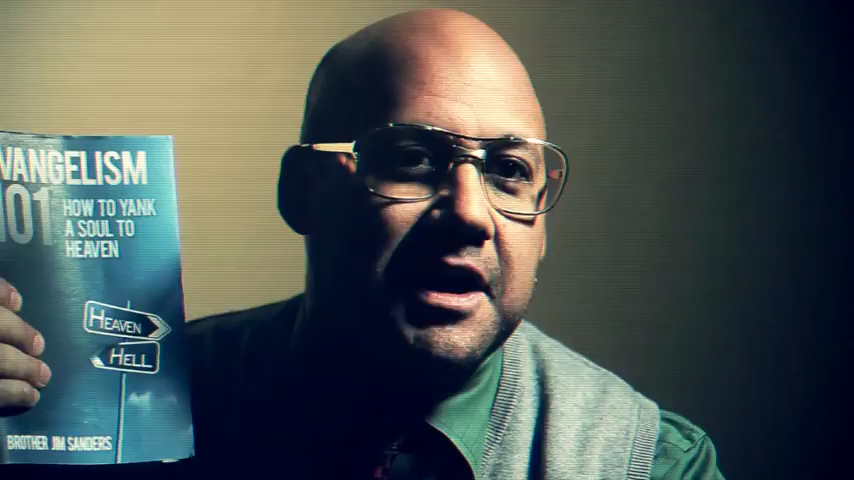 VANGELISM
101
HOW TO YANK
A SOUL TO
HEAVEN
HEAVEN
HELL
BROTHER JIM SANDERS